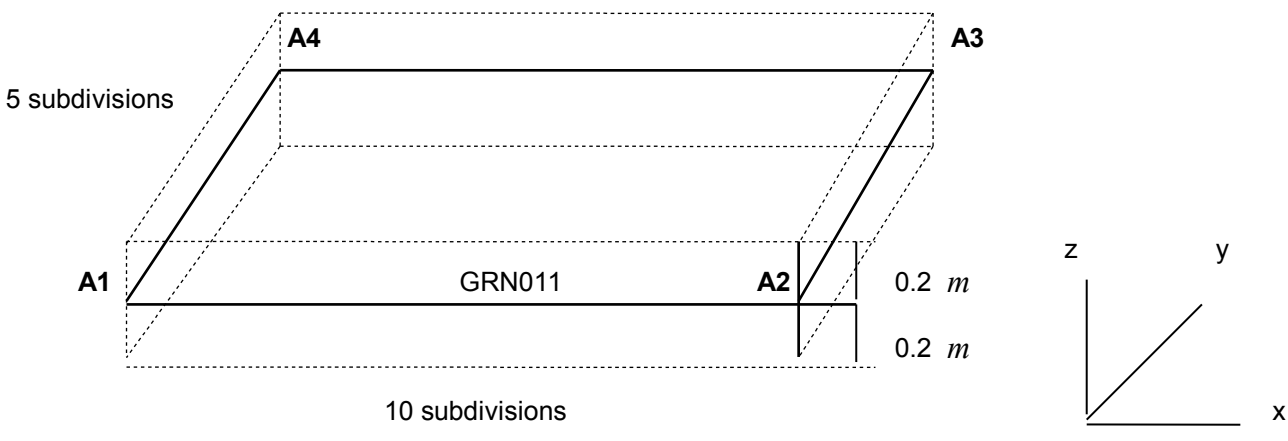 A4
A3
5 subdivisions
z
y
A1
GRN011
A2
0.2 m
0.2 m
10 subdivisions
x